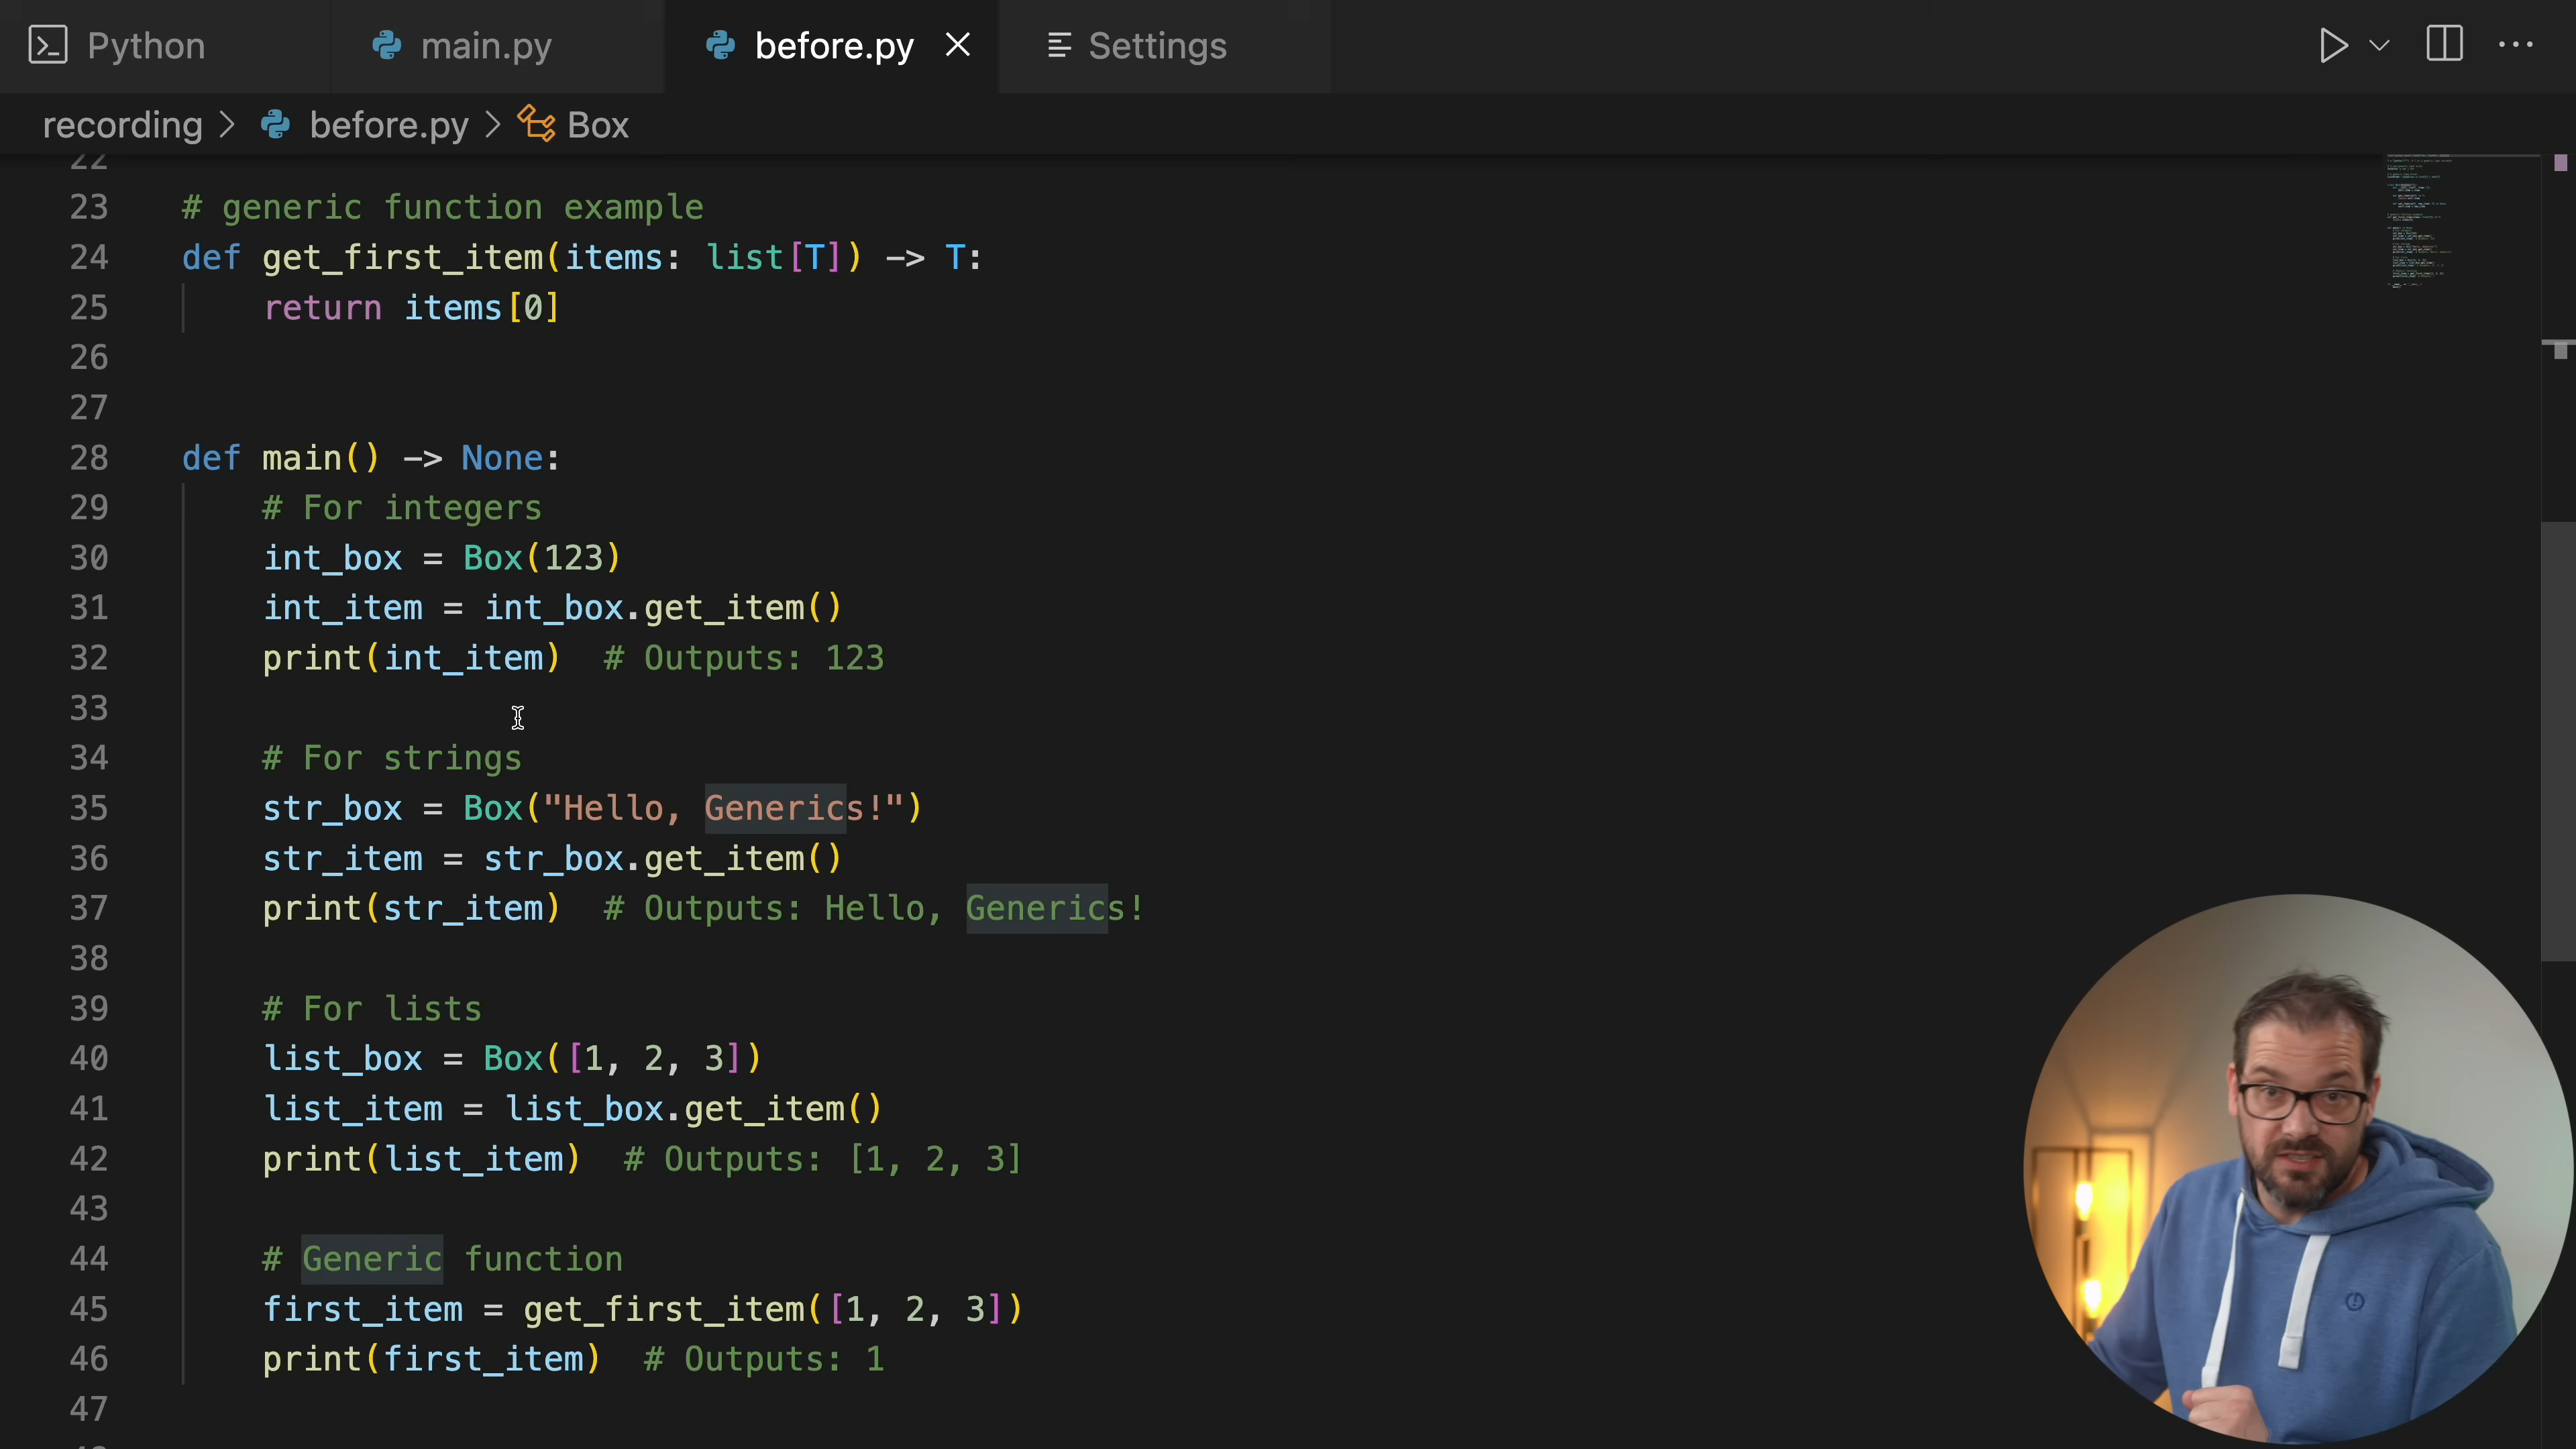 Python
main.py
before.py
Settings
recording > before.py > Box
22
23 # generic function example
24 def get_first_item(items: list[T]) -> T:
25 return items[0]
26
27
28 def main() -> None:
29 # For integers
30 int_box = Box(123)
31 int_item = int_box.get_item()
32 print(int_item)  # Outputs: 123
33
34 # For strings
35 str_box = Box("Hello, Generics!")
36 str_item = str_box.get_item()
37 print(str_item)  # Outputs: Hello, Generics!
38
39 # For lists
40 list_box = Box([1, 2, 3])
41 list_item = list_box.get_item()
42 print(list_item)  # Outputs: [1, 2, 3]
43
44 # Generic function
45 first_item = get_first_item([1, 2, 3])
46 print(first_item)  # Outputs: 1
47